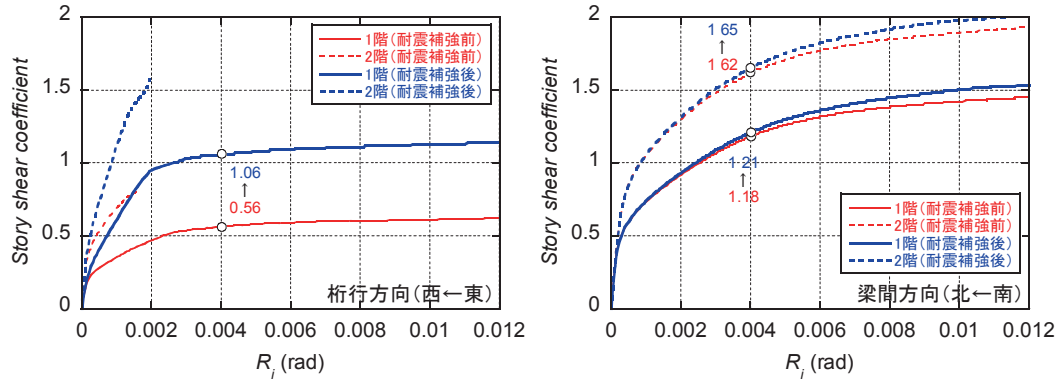 2
1.5
1
0.5
0
Story shear coefficient
1階(耐震補強前)
2階(耐震補強前)
1階(耐震補強後)
2階(耐震補強後)
1.06
↑
0.56
桁行方向(西←東)
0 0.002 0.004 0.006 0.008 0.01 0.012
R_i (rad)
2
1.5
1
0.5
0
Story shear coefficient
1 65
↑
1 62
1 21
↑
1.18
1階(耐震補強前)
2階(耐震補強前)
1階(耐震補強後)
2階(耐震補強後)
梁間方向(北←南)
0 0.002 0.004 0.006 0.008 0.01 0.012
R_i (rad)